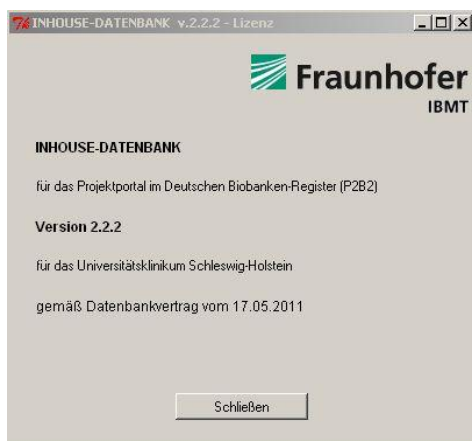 INHOUSE-DATENBANK v.2.2.2 - Lizenz
Fraunhofer
IBMT
INHOUSE-DATENBANK
für das Projektportal im Deutschen Biobanken-Register (P2B2)
Version 2.2.2
für das Universitätsklinikum Schleswig-Holstein
gemäß Datenbankvertrag vom 17.05.2011
Schließen